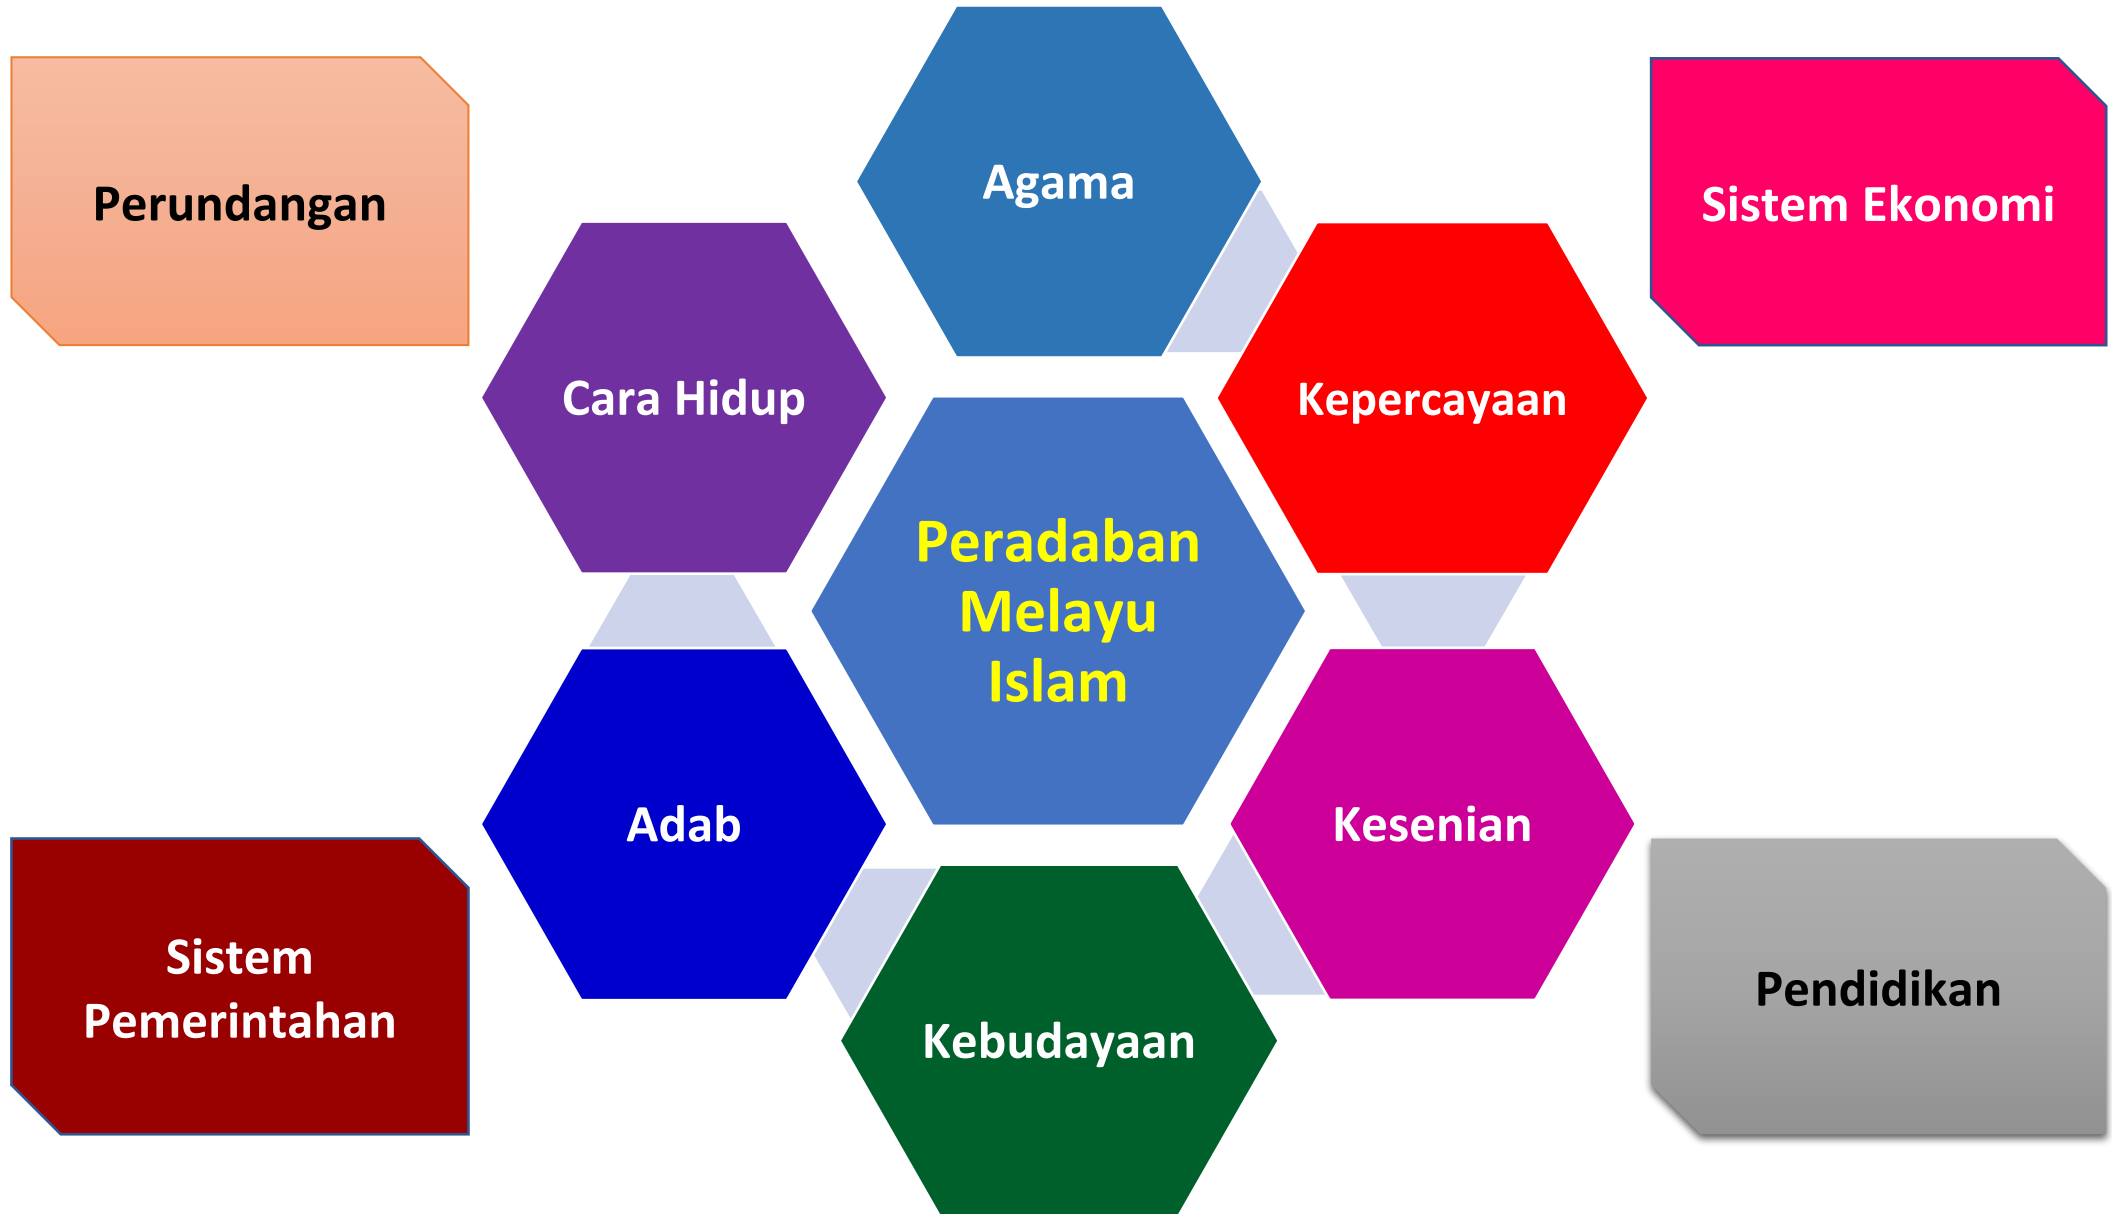 Agama
Perundangan
Sistem Ekonomi
Cara Hidup
Kepercayaan
Peradaban
Melayu
Islam
Adab
Kesenian
Sistem
Pemerintahan
Pendidikan
Kebudayaan